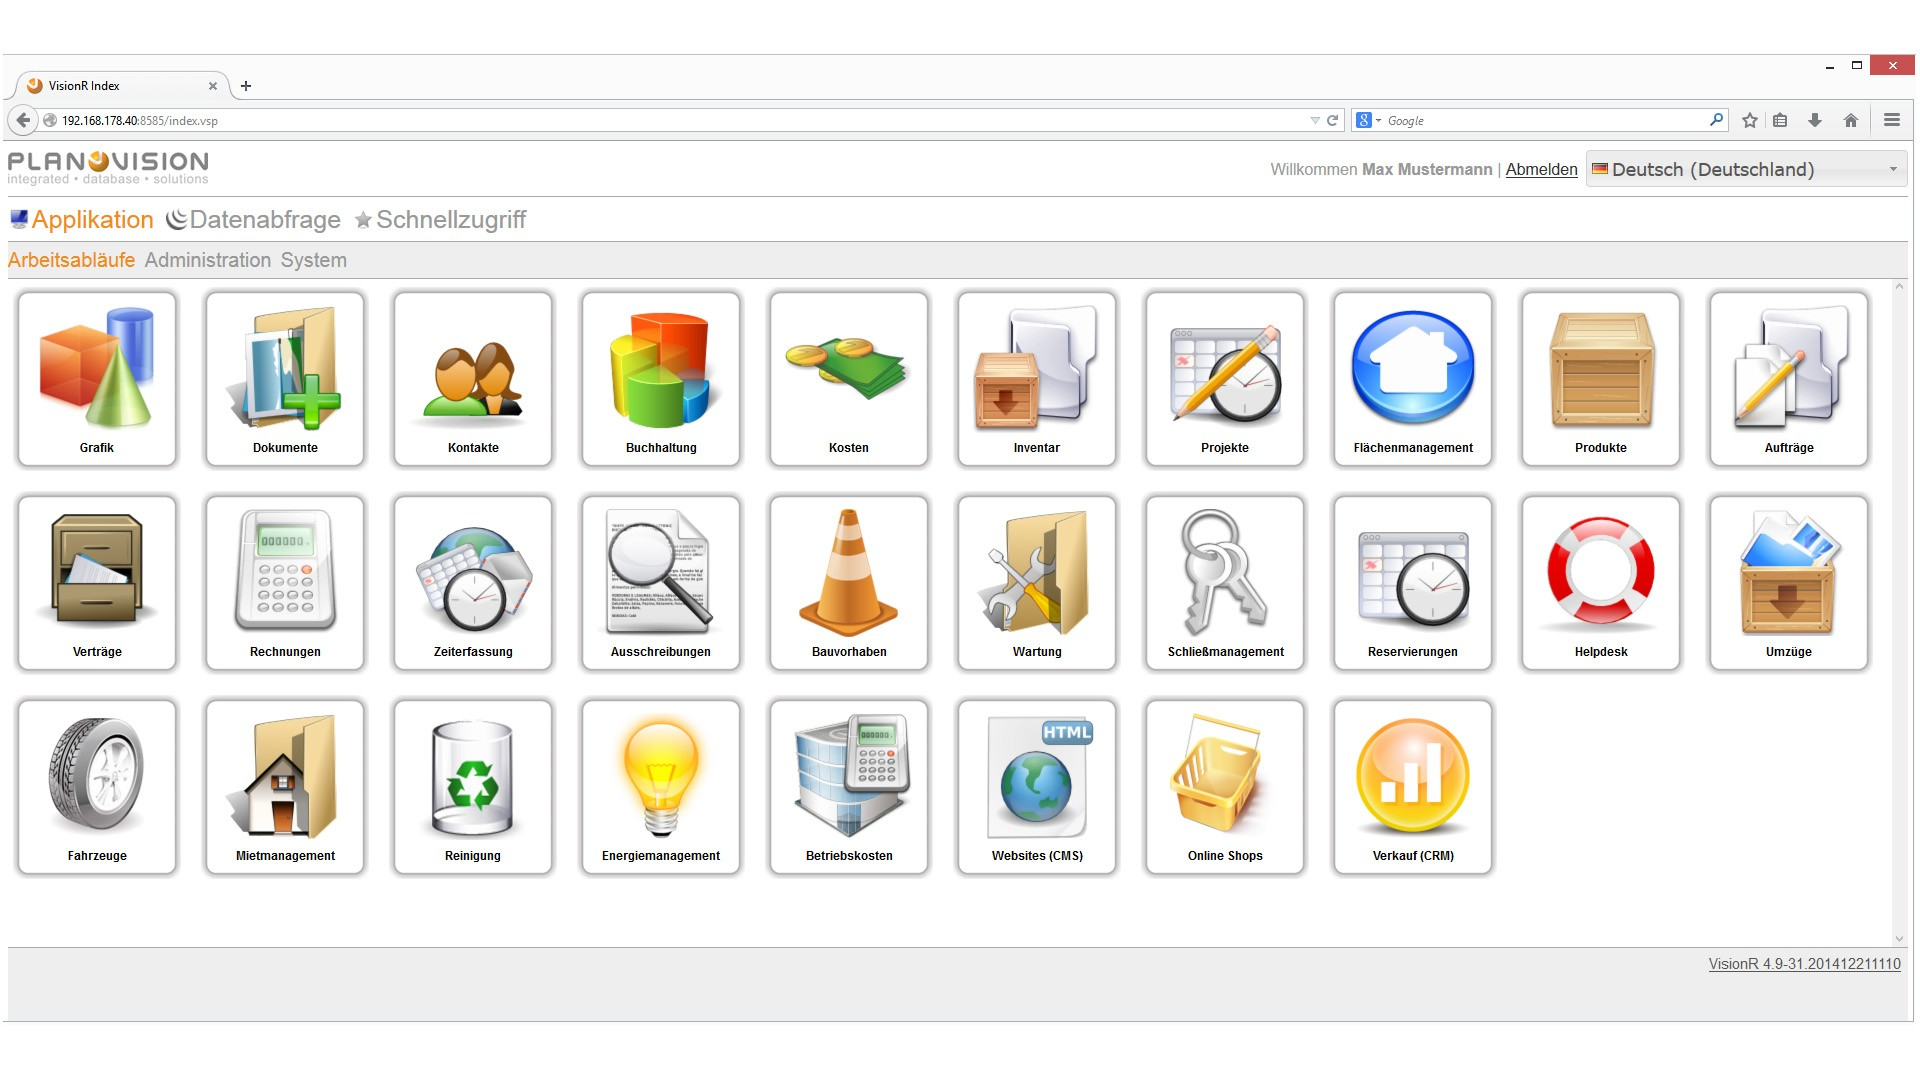 VisionR Index
192.168.178.40:8585/index.vsp
Google
PLANOVISION
integrated • database • solutions
Willkommen Max Mustermann | Abmelden
Deutsch (Deutschland)
Applikation Datenabfrage Schnellzugriff
Arbeitsabläufe Administration System
Grafik Dokumente Kontakte Buchhaltung Kosten Inventar Projekte Flächenmanagement Produkte Aufträge
000000.
Verträge Rechnungen Zeiterfassung Ausschreibungen Bauvorhaben Wartung Schließmanagement Reservierungen Helpdesk Umzüge
000000.
HTML
Fahrzeuge Mietmanagement Reinigung Energiemanagement Betriebskosten Websites (CMS) Online Shops Verkauf (CRM)
VisionR 4.9-31.201412211110